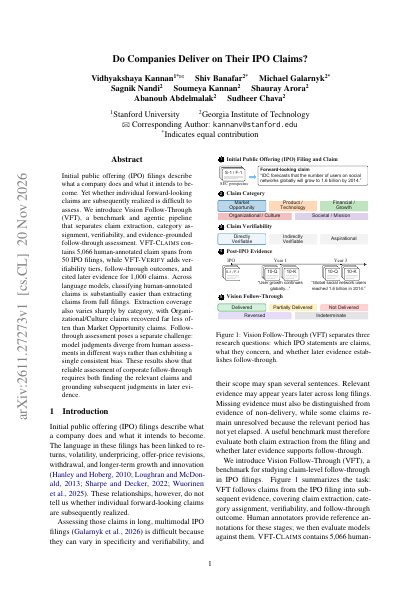 Do Companies Deliver on Their IPO Claims?
Vidhyakshaya Kannan1*✉ Shiv Banafar2* Michael Galarnyk2*
Sagnik Nandi2 Soumeya Kannan1 Shauray Arora2
Abanoub Abdelmalak2 Sudheer Chava2
1Stanford University 2Georgia Institute of Technology
✉ Corresponding Author: kannanv@stanford.edu
*Indicates equal contribution
arXiv:2611.27273v1 [cs.CL] 20 Nov 2026
Abstract
Initial public offering (IPO) filings describe
what a company does and what it intends to be-
come. Yet whether individual forward-looking
claims are subsequently realized is difficult to
assess. We introduce Vision Follow-Through
(VFT), a benchmark and agentic pipeline
that separates claim extraction, category as-
signment, verifiability, and evidence-grounded
follow-through assessment. VFT-CLAIMS con-
tains 5,066 human-annotated claim spans from
50 IPO filings, while VFT-VERIFY adds ver-
ifiability tiers, follow-through outcomes, and
cited later evidence for 1,000 claims. Across
language models, classifying human-annotated
claims is substantially easier than extracting
claims from full filings. Extraction coverage
also varies sharply by category, with Organi-
zational/Culture claims recovered far less of-
ten than Market Opportunity claims. Follow-
through assessment poses a separate challenge:
model judgments diverge from human assess-
ments in different ways rather than exhibiting a
single consistent bias. These results show that
reliable assessment of corporate follow-through
requires both finding the relevant claims and
grounding subsequent judgments in later evi-
dence.
1 Introduction
Initial public offering (IPO) filings describe what a
company does and what it intends to become. The
language in these filings has been linked to re-
turns, volatility, underpricing, offer-price revisions,
withdrawal, and longer-term growth and innovation
(Hanley and Hoberg, 2010; Loughran and McDon-
ald, 2013; Sharpe and Decker, 2022; Wuorinen
et al., 2025). These relationships, however, do not
tell us whether individual forward-looking claims
are subsequently realized.
Assessing those claims in long, multimodal IPO
filings (Galarnyk et al., 2026) is difficult because
they can vary in specificity and verifiability, and
1 Initial Public Offering (IPO) Filing and Claim
S-1 / F-1
SEC prospectus
Forward-looking claim
"IDC forecasts that the number of users on social
networks globally will grow to 1.6 billion by 2014."
2 Claim Category
Market
Opportunity
Product /
Technology
Financial /
Growth
Organizational / Culture
Societal / Mission
3 Claim Verifiability
Directly
Verifiable
Indirectly
Verifiable
Aspirational
4 Post-IPO Evidence
IPO
Year 1
Year 3
S-1 / F-1
10-Q
10-K
10-Q
10-K
"User growth continues
globally..."
"Global social network users
reached 1.6 billion in 2014."
5 Vision Follow-Through
Delivered
Partially Delivered
Not Delivered
Reversed
Indeterminate
Figure 1: Vision Follow-Through (VFT) separates three
research questions: which IPO statements are claims,
what they concern, and whether later evidence estab-
lishes follow-through.
their scope may span several sentences. Relevant
evidence may appear years later across long filings.
Missing evidence must also be distinguished from
evidence of non-delivery, while some claims re-
main unresolved because the relevant period has
not yet elapsed. A useful benchmark must therefore
evaluate both claim extraction from the filing and
whether later evidence supports follow-through.
We introduce Vision Follow-Through (VFT), a
benchmark for studying claim-level follow-through
in IPO filings. Figure 1 summarizes the task:
VFT follows claims from the IPO filing into sub-
sequent evidence, covering claim extraction, cate-
gory assignment, verifiability, and follow-through
outcome. Human annotators provide reference an-
notations for these stages; we then evaluate models
against them. VFT-CLAIMS contains 5,066 human-
1